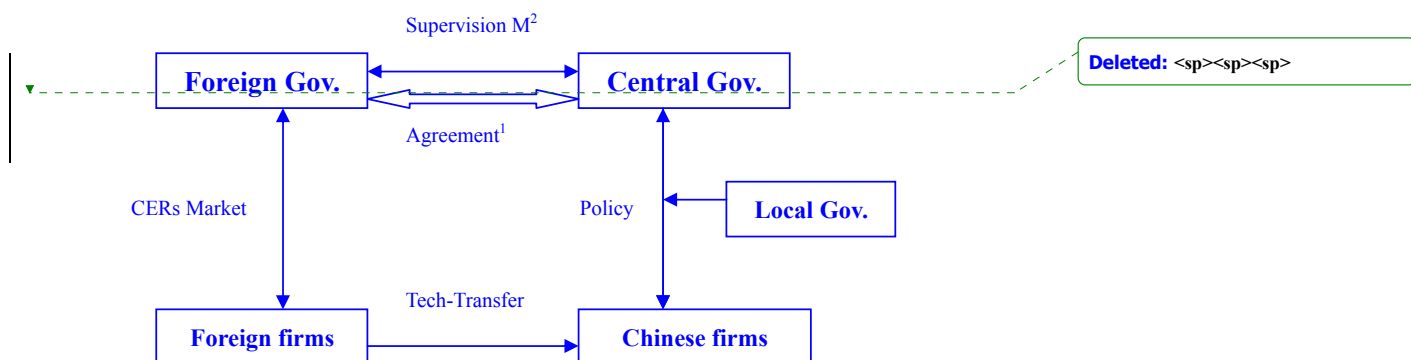 Supervision M²
Deleted: <sp><sp><sp>
Foreign Gov.
Central Gov.
Agreement¹
CERs Market
Policy
Local Gov.
Tech-Transfer
Foreign firms
Chinese firms